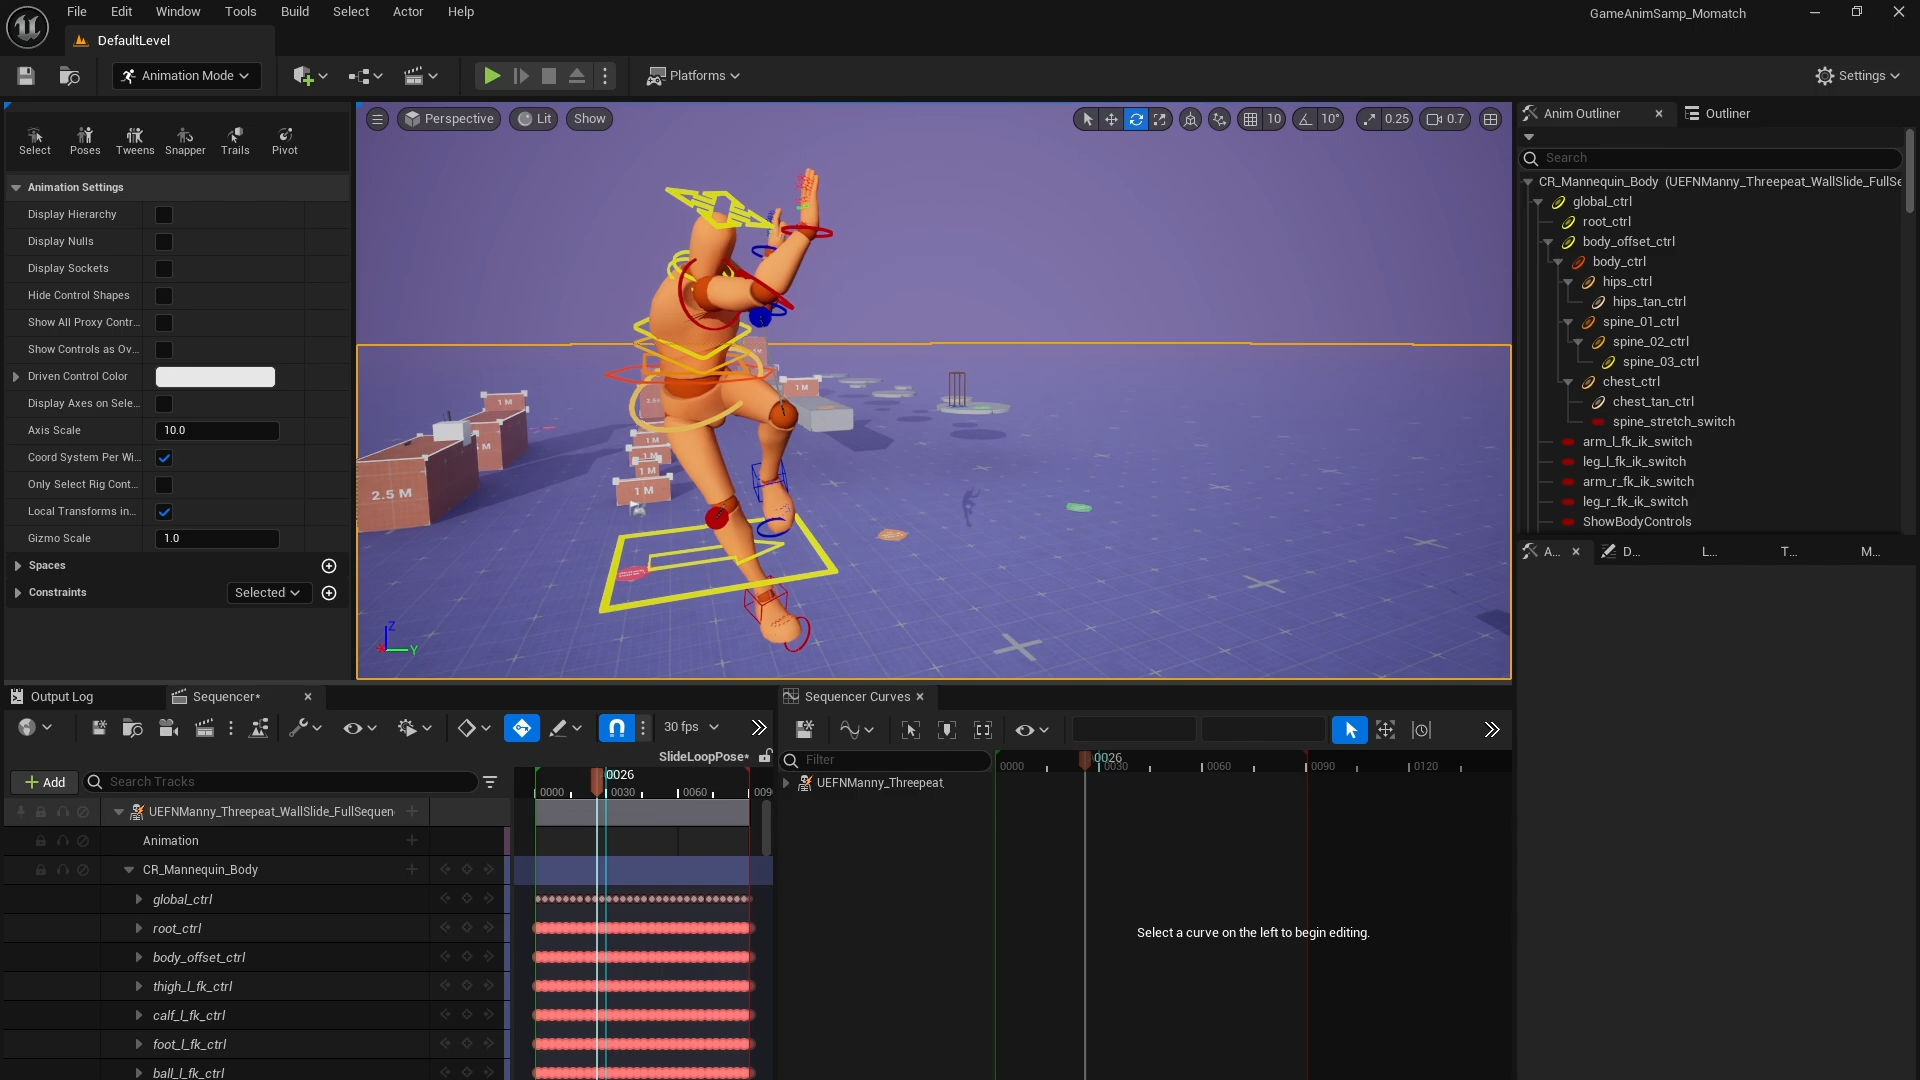 File Edit Window Tools Build Select Actor Help
GameAnimSamp_Momatch
DefaultLevel
Animation Mode
Platforms
Settings
Select Poses Tweens Snapper Trails Pivot
Animation Settings
Display Hierarchy
Display Nulls
Display Sockets
Hide Control Shapes
Show All Proxy Contr...
Show Controls as Ov...
Driven Control Color
Display Axes on Sele...
Axis Scale 10.0
Coord System Per Wi...
Only Select Rig Cont...
Local Transforms in...
Gizmo Scale 1.0
Spaces
Constraints Selected
Perspective Lit Show
10 10° 0.25 0.7
1 M
1 M
2.5 M
1 M
1 M
1 M
1 M
Z
Y
Anim Outliner Outliner
Search
CR_Mannequin_Body (UEFNManny_Threepeat_WallSlide_FullSe
global_ctrl
root_ctrl
body_offset_ctrl
body_ctrl
hips_ctrl
hips_tan_ctrl
spine_01_ctrl
spine_02_ctrl
spine_03_ctrl
chest_ctrl
chest_tan_ctrl
spine_stretch_switch
arm_l_fk_ik_switch
leg_l_fk_ik_switch
arm_r_fk_ik_switch
leg_r_fk_ik_switch
ShowBodyControls
A... D... L... T... M...
Output Log Sequencer*
30 fps
SlideLoopPose*
Add Search Tracks
0026
0000 0030 0060 009
UEFNManny_Threepeat_WallSlide_FullSequen
Animation
CR_Mannequin_Body
global_ctrl
root_ctrl
body_offset_ctrl
thigh_l_fk_ctrl
calf_l_fk_ctrl
foot_l_fk_ctrl
ball_l_fk_ctrl
Sequencer Curves
Filter
UEFNManny_Threepeat
0026
0000 0030 0060 0090 0120
Select a curve on the left to begin editing.